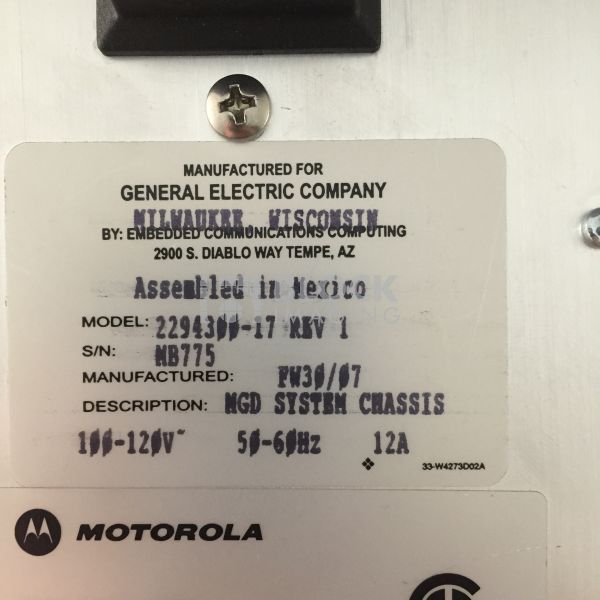 MANUFACTURED FOR
GENERAL ELECTRIC COMPANY
MILWAUKEE, WISCONSIN
BY: EMBEDDED COMMUNICATIONS COMPUTING
2900 S. DIABLO WAY TEMPE, AZ
Assembled in Mexico
MODEL: 2294300-17 REV 1
S/N: MB775
MANUFACTURED: FW30/07
DESCRIPTION: MGD SYSTEM CHASSIS
100-120V~ 50-60Hz 12A
33-W4273D02A
MOTOROLA